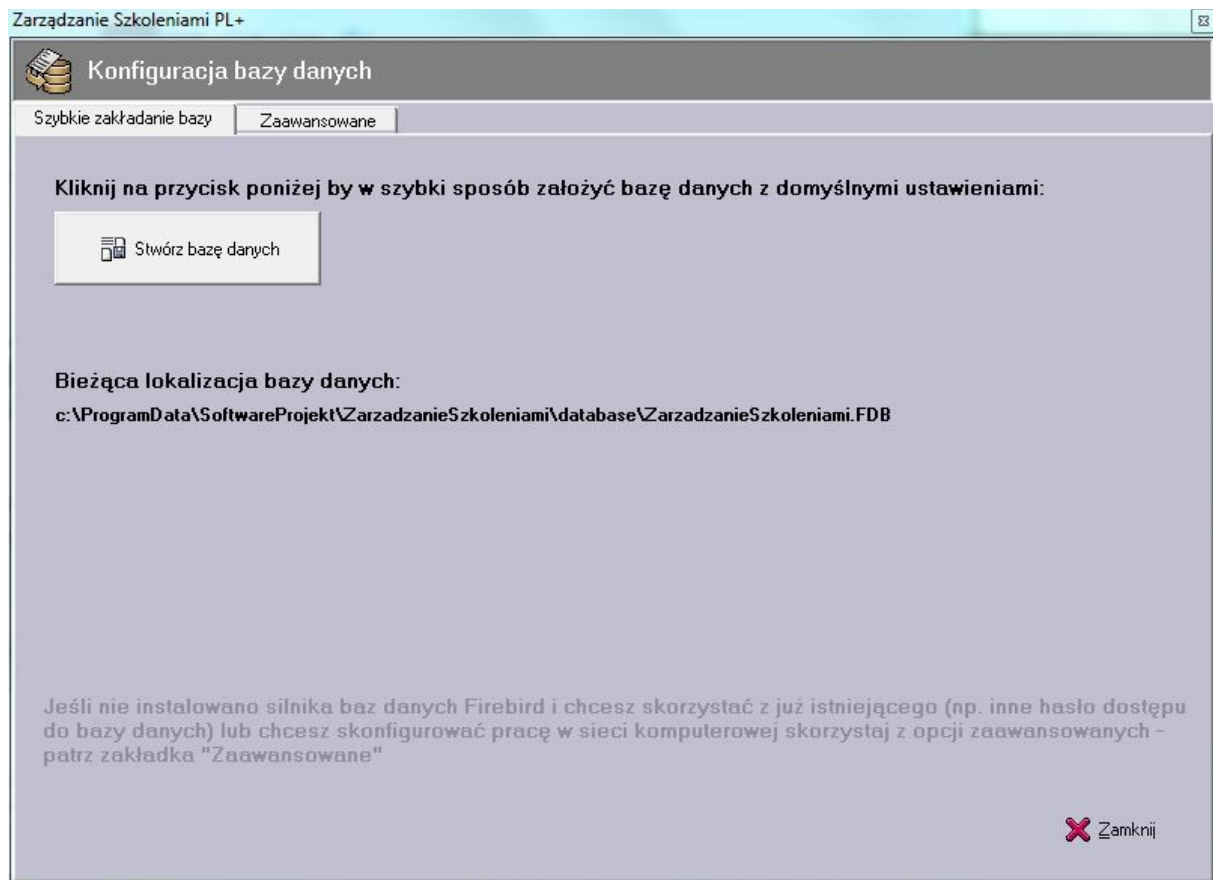 Zarządzanie Szkoleniami PL+
Konfiguracja bazy danych
Szybkie zakładanie bazy
Zaawansowane
Kliknij na przycisk poniżej by w szybki sposób założyć bazę danych z domyślnymi ustawieniami:
Stwórz bazę danych
Bieżąca lokalizacja bazy danych:
c:\ProgramData\SoftwareProjekt\ZarzadzanieSzkoleniami\database\ZarzadzanieSzkoleniami.FDB
Jeśli nie instalowano silnika baz danych Firebird i chcesz skorzystać z już istniejącego (np. inne hasło dostępu
do bazy danych) lub chcesz skonfigurować pracę w sieci komputerowej skorzystaj z opcji zaawansowanych -
patrz zakładka "Zaawansowane"
Zamknij